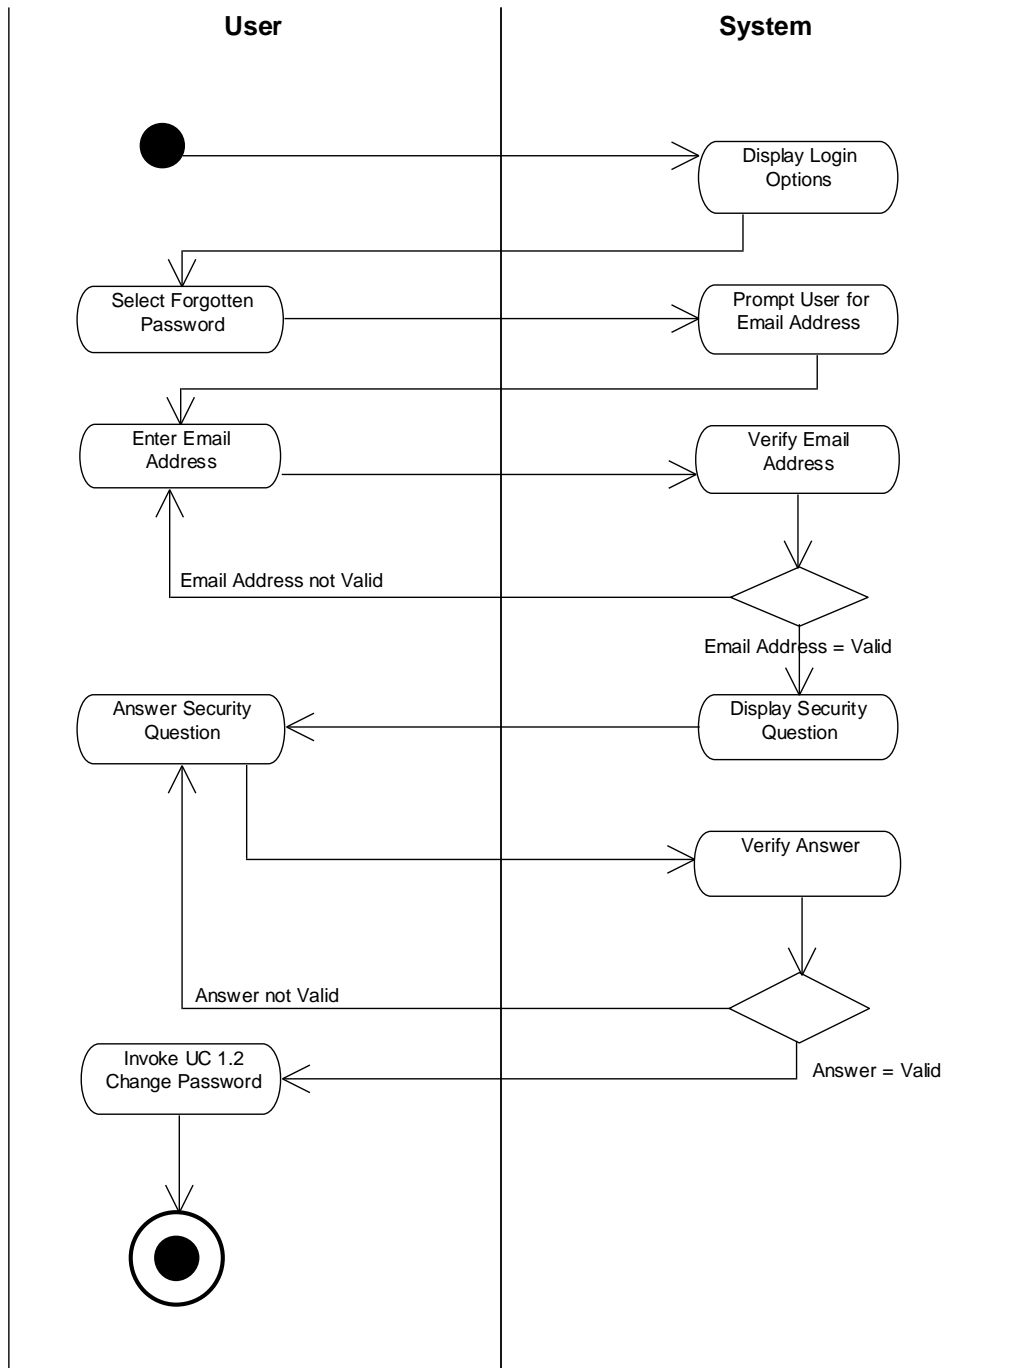 User
System
Display Login
Options
Select Forgotten
Password
Prompt User for
Email Address
Enter Email
Address
Verify Email
Address
Email Address not Valid
Email Address = Valid
Answer Security
Question
Display Security
Question
Verify Answer
Answer not Valid
Invoke UC 1.2
Change Password
Answer = Valid